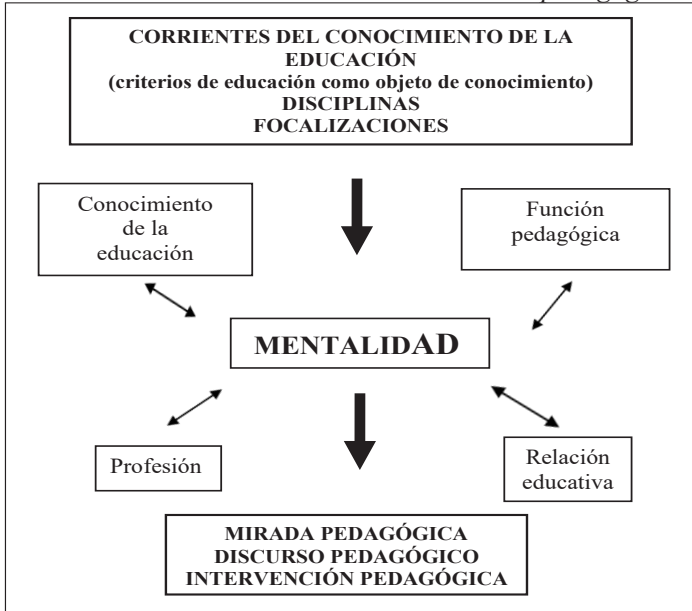 CORRIENTES DEL CONOCIMIENTO DE LA
EDUCACIÓN
(criterios de educación como objeto de conocimiento)
DISCIPLINAS
FOCALIZACIONES
Conocimiento
de la
educación
Función
pedagógica
MENTALIDAD
Profesión
Relación
educativa
MIRADA PEDAGÓGICA
DISCURSO PEDAGÓGICO
INTERVENCIÓN PEDAGÓGICA